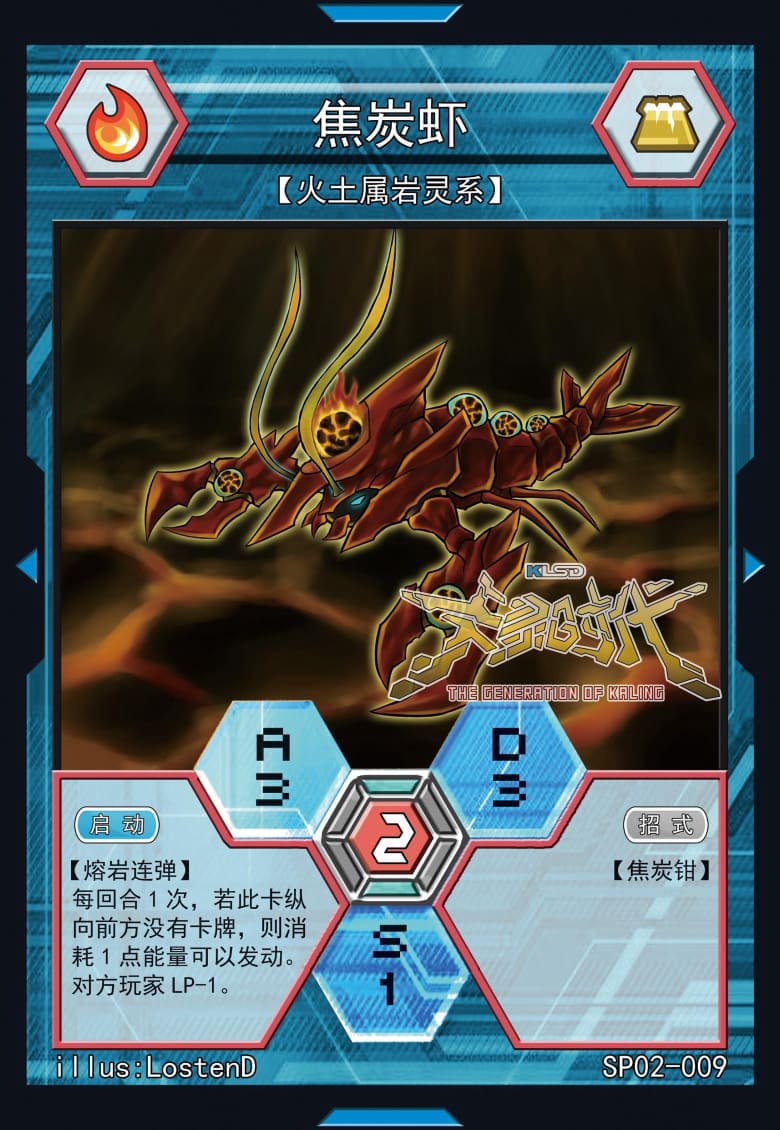 焦炭虾
【火土属岩灵系】
KLSD
卡灵时代
THE GENERATION OF KALING
A
3
D
3
2
S
1
启动
【熔岩连弹】
每回合1次，若此卡纵
向前方没有卡牌，则消
耗1点能量可以发动。
对方玩家LP-1。
招式
【焦炭钳】
illus:LostenD
SP02-009